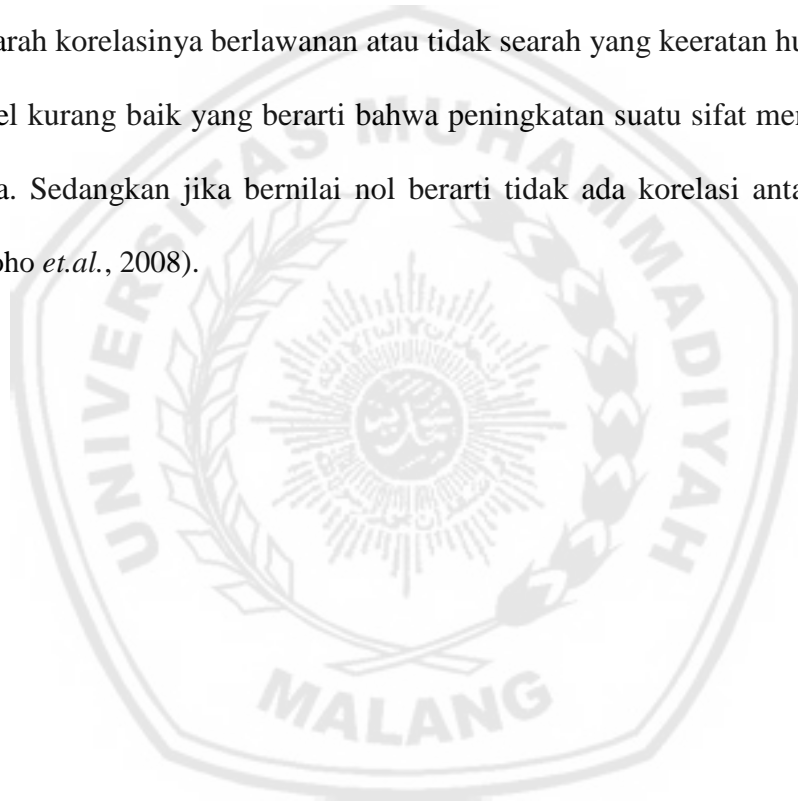 arah korelasinya berlawanan atau tidak searah yang keeratan hu
el kurang baik yang berarti bahwa peningkatan suatu sifat mer
a. Sedangkan jika bernilai nol berarti tidak ada korelasi anta
oho et.al., 2008).
UNIVERSITAS MUHAMMADIYAH
MALANG